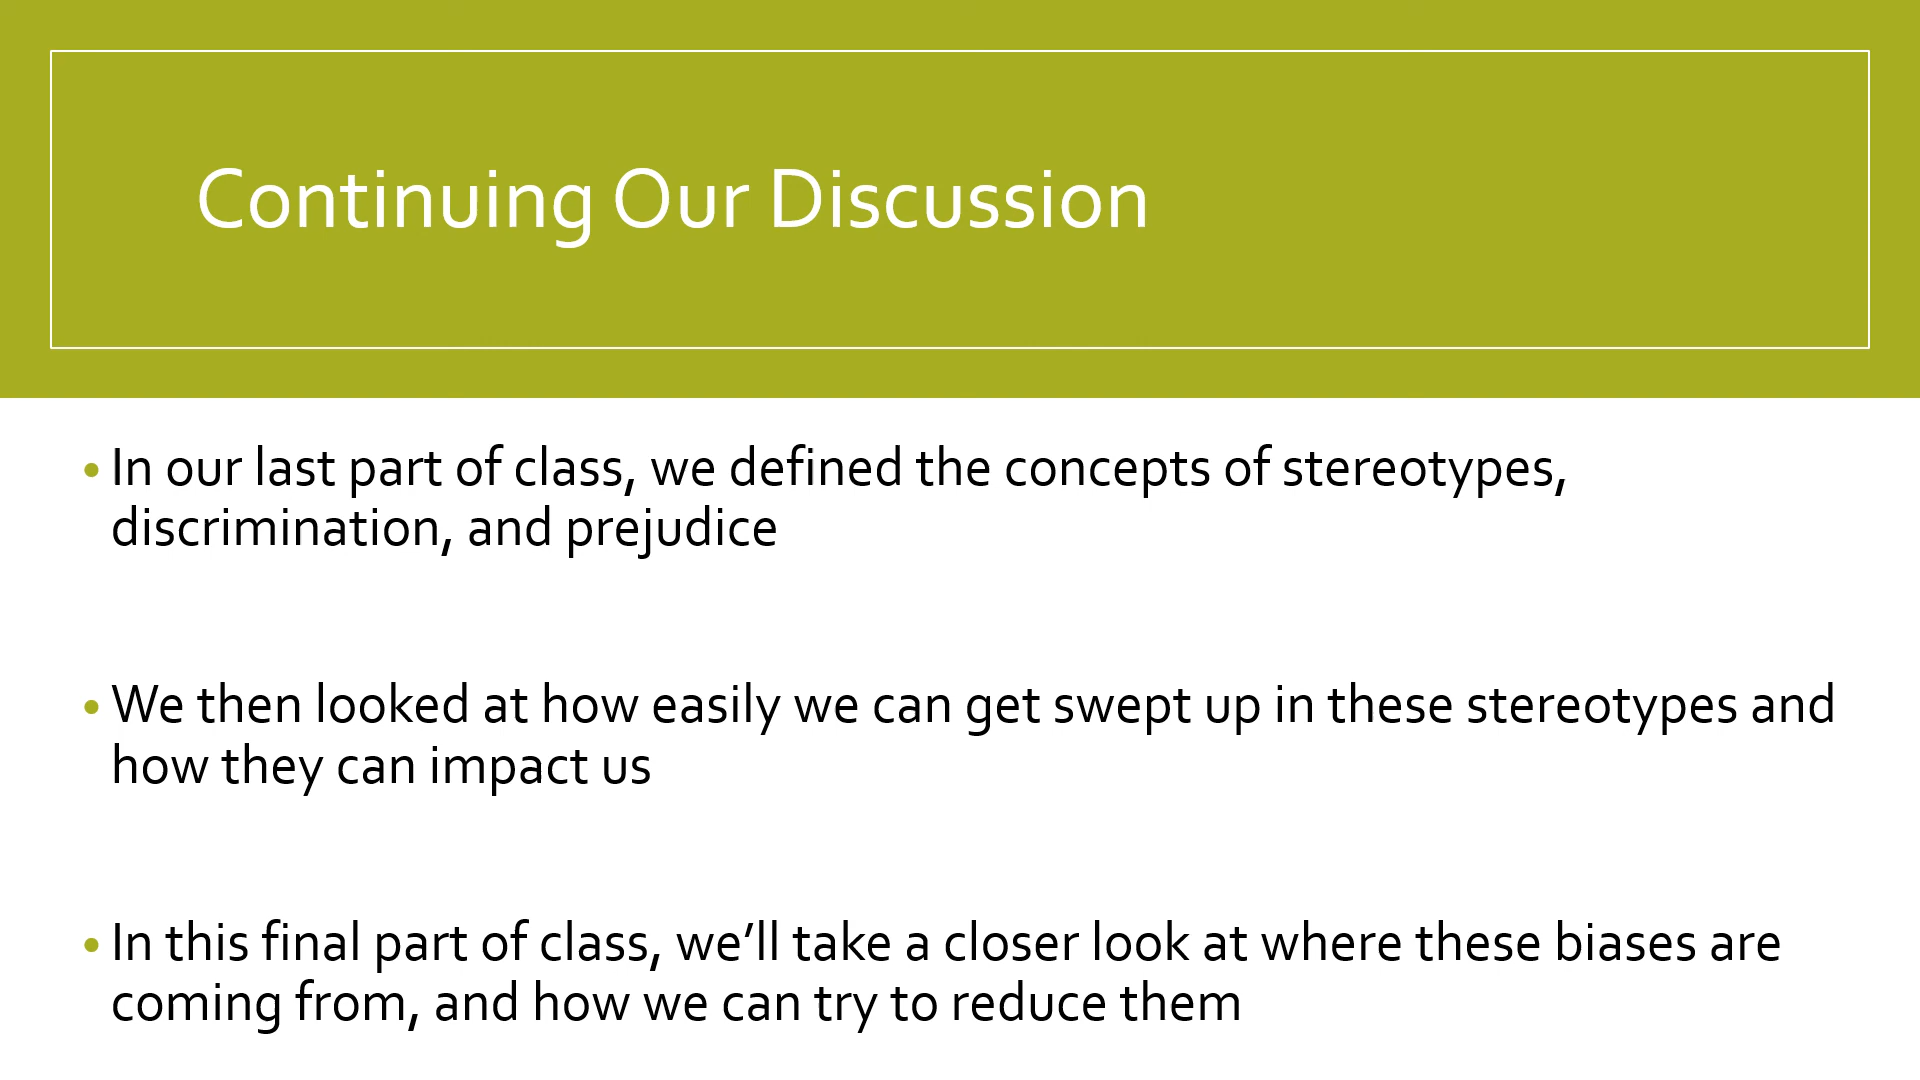 Continuing Our Discussion
• In our last part of class, we defined the concepts of stereotypes,
discrimination, and prejudice
• We then looked at how easily we can get swept up in these stereotypes and
how they can impact us
• In this final part of class, we’ll take a closer look at where these biases are
coming from, and how we can try to reduce them